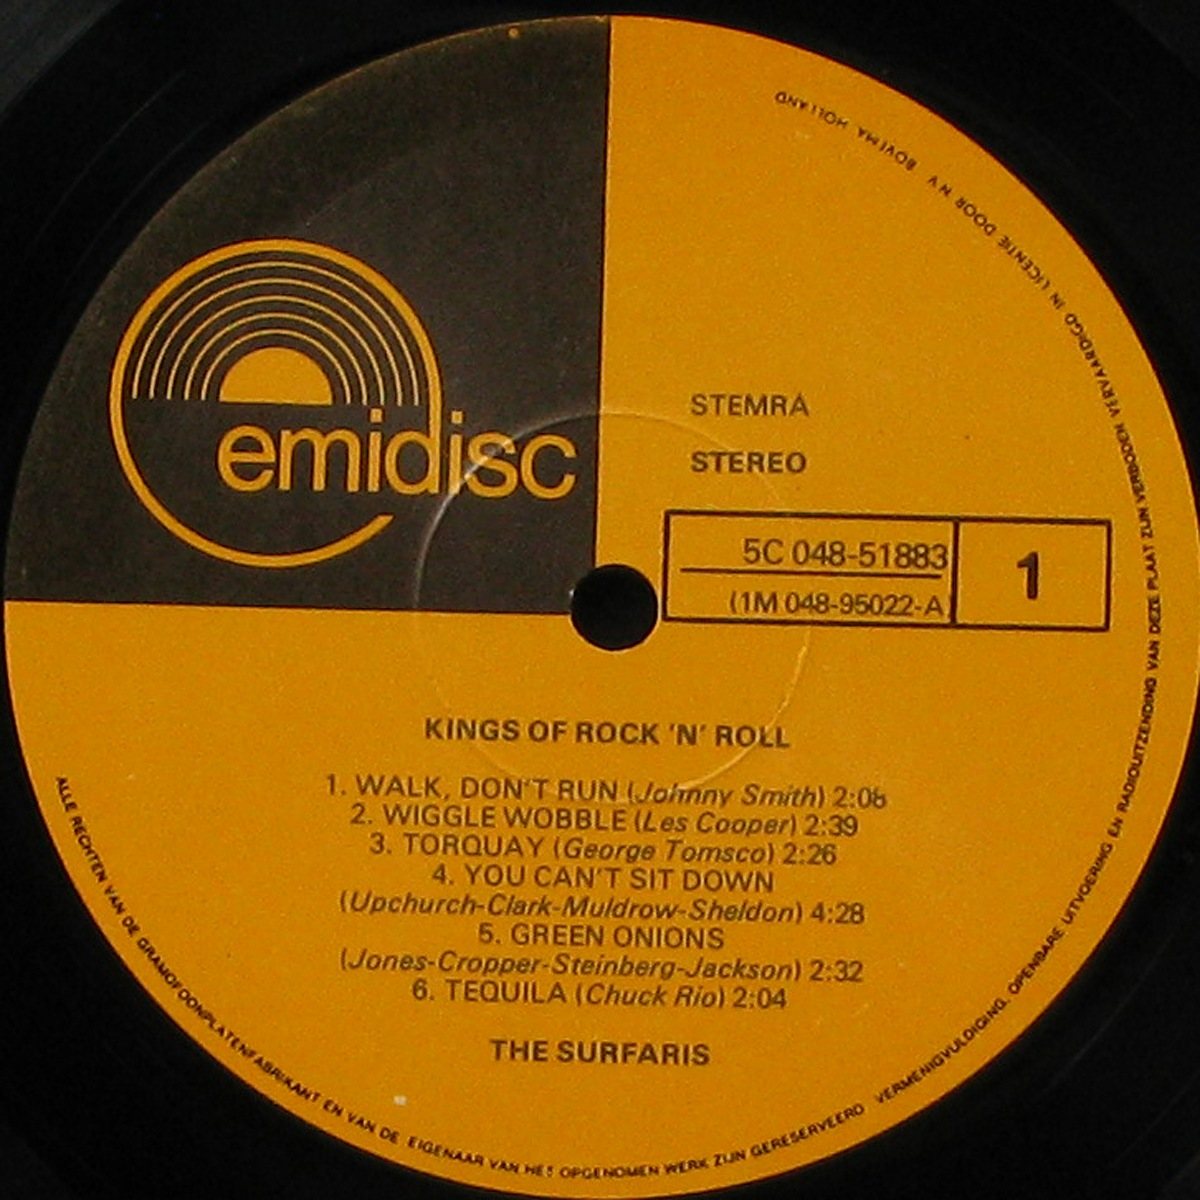 emidisc
STEMRA
STEREO
5C 048-51883
(1M 048-95022-A)
1
KINGS OF ROCK 'N' ROLL
1. WALK, DON'T RUN (Johnny Smith) 2:08
2. WIGGLE WOBBLE (Les Cooper) 2:39
3. TORQUAY (George Tomsco) 2:26
4. YOU CAN'T SIT DOWN
(Upchurch-Clark-Muldrow-Sheldon) 4:28
5. GREEN ONIONS
(Jones-Cropper-Steinberg-Jackson) 2:32
6. TEQUILA (Chuck Rio) 2:04
THE SURFARIS
ALLE RECHTEN VAN DE GRAMOFOONPLATENFABRIKANT EN VAN DE EIGENAAR VAN HET OPGENOMEN WERK ZIJN GERESERVEERD VERMENIGVULDIGING, OPENBARE UITVOERING EN RADIOUITZENDING VAN DEZE PLAAT ZIJN VERBODEN VERVAARDIGD IN LICENTIE DOOR N.V. BOVEMA HOLLAND